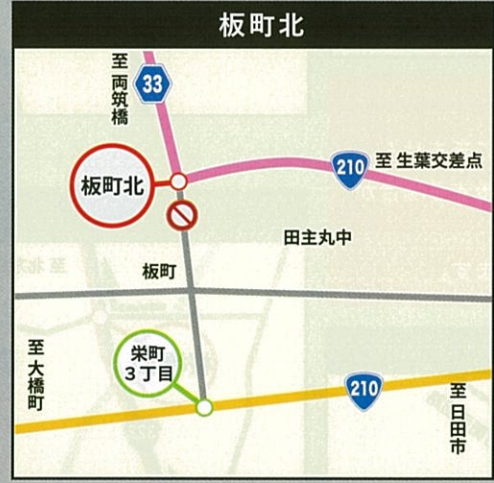 板町北
至両筑橋
33
板町北
210
至 生葉交差点
田主丸中
板町
栄町
3丁目
至大橋町
210
至日田市